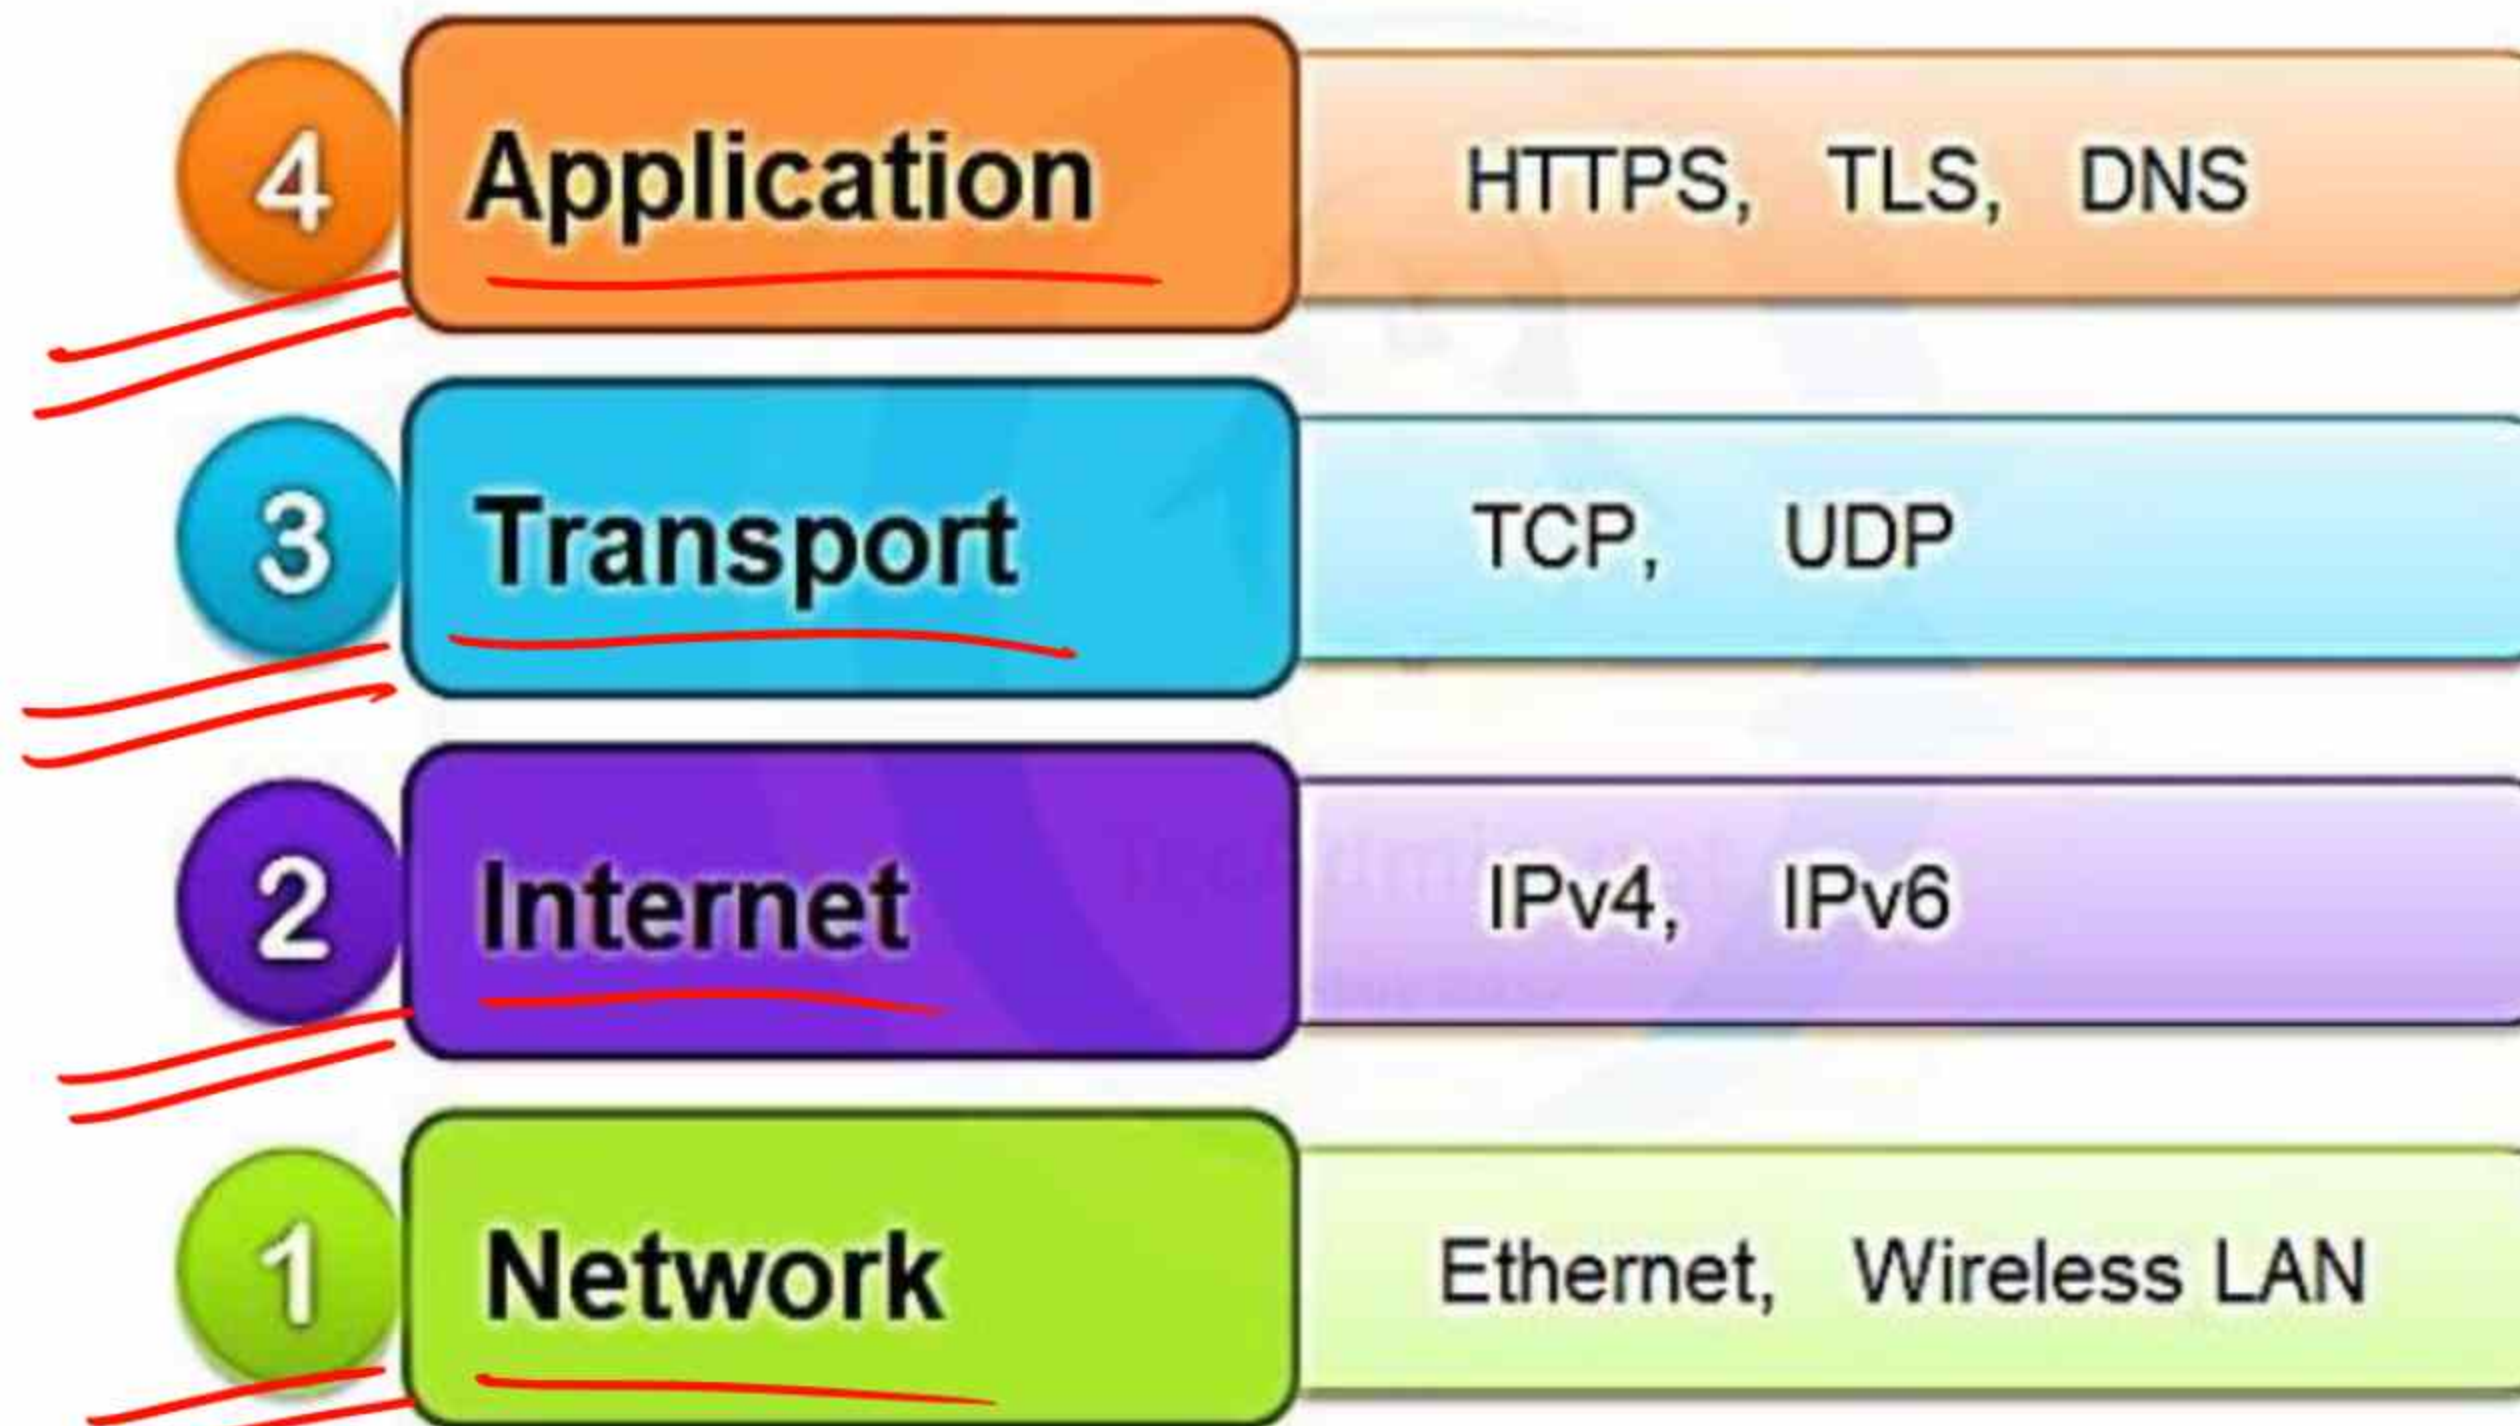 4 Application HTTPS, TLS, DNS
3 Transport TCP, UDP
2 Internet IPv4, IPv6
1 Network Ethernet, Wireless LAN